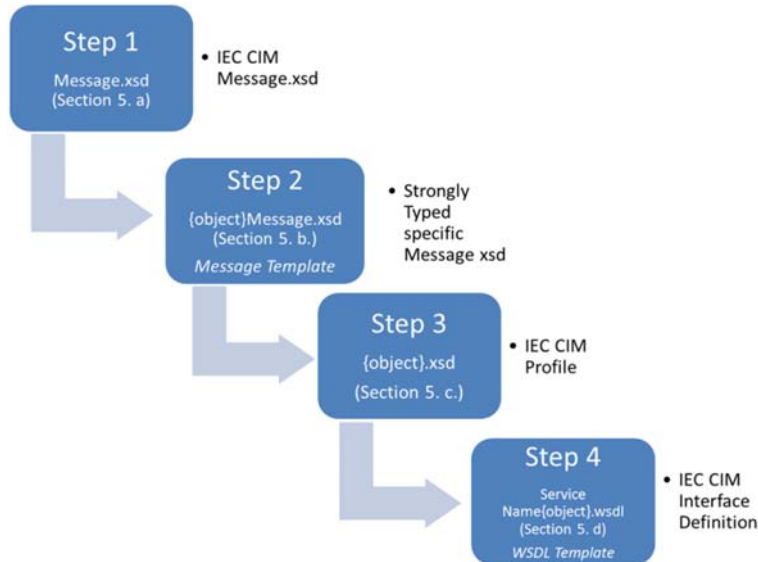 Step 1
Message.xsd
(Section 5. a)
• IEC CIM
Message.xsd
Step 2
{object}Message.xsd
(Section 5. b.)
Message Template
• Strongly
Typed
specific
Message xsd
Step 3
{object}.xsd
(Section 5. c.)
• IEC CIM
Profile
Step 4
Service
Name{object}.wsdl
(Section 5. d)
WSDL Template
• IEC CIM
Interface
Definition